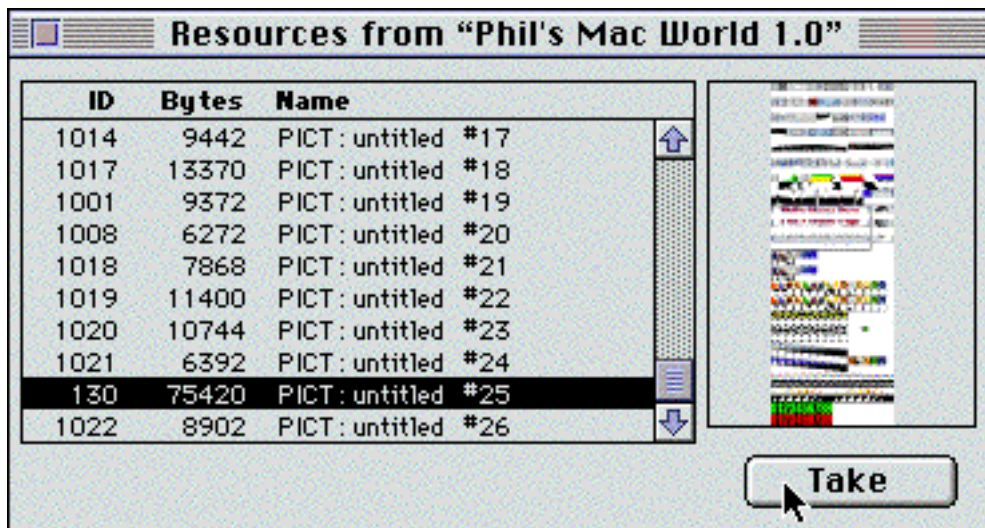 Resources from “Phil's Mac World 1.0”
ID Bytes Name
1014 9442 PICT : untitled #17
1017 13370 PICT : untitled #18
1001 9372 PICT : untitled #19
1008 6272 PICT : untitled #20
1018 7868 PICT : untitled #21
1019 11400 PICT : untitled #22
1020 10744 PICT : untitled #23
1021 6392 PICT : untitled #24
130 75420 PICT : untitled #25
1022 8902 PICT : untitled #26
Take